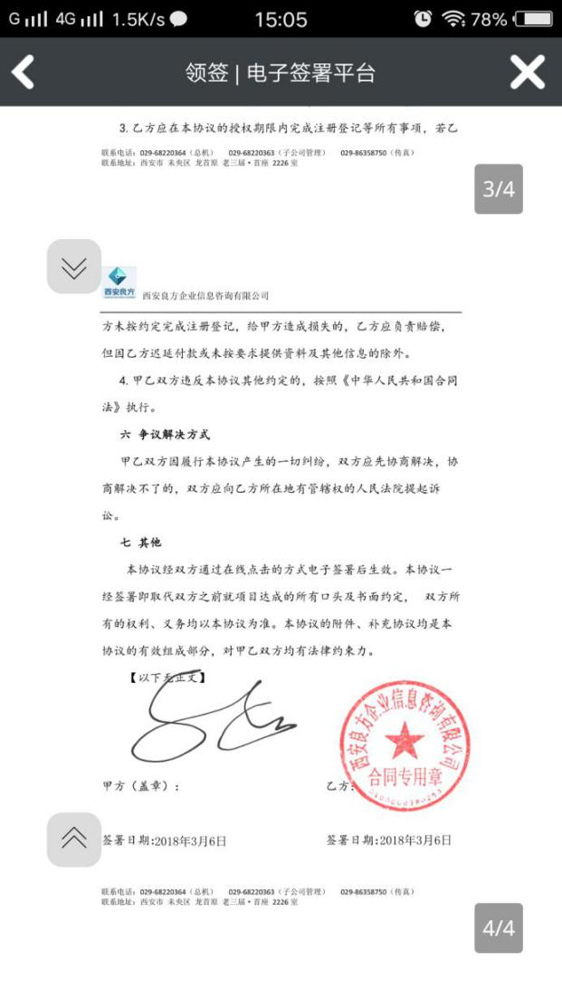 G 4G 1.5K/s 15:05 78%
领签 | 电子签署平台
3.乙方应在本协议的授权期限内完成注册登记等所有事项，若乙
联系电话：029-68220364（总机） 029-68220363（子公司管理） 029-86358750（传真）
联系地址：西安市 未央区 龙首原 老三届•首座 2226 室
3/4
西安良方
西安良方企业信息咨询有限公司
方未按约定完成注册登记，给甲方造成损失的，乙方应负责赔偿，
但因乙方迟延付款或未按要求提供资料及其他信息的除外。
4.甲乙双方违反本协议其他约定的，按照《中华人民共和国合同
法》执行。
六 争议解决方式
甲乙双方因履行本协议产生的一切纠纷，双方应先协商解决，协
商解决不了的，双方应向乙方所在地有管辖权的人民法院提起诉
讼。
七 其他
本协议经双方通过在线点击的方式电子签署后生效。本协议一
经签署即取代双方之前就项目达成的所有口头及书面约定， 双方所
有的权利、义务均以本协议为准。本协议的附件、补充协议均是本
协议的有效组成部分，对甲乙双方均有法律约束力。
【以下无正文】
西安良方企业信息咨询有限公司
合同专用章
甲方（盖章）： 乙方：
签署日期:2018年3月6日 签署日期:2018年3月6日
联系电话：029-68220364（总机） 029-68220363（子公司管理） 029-86358750（传真）
联系地址：西安市 未央区 龙首原 老三届•首座 2226 室
4/4